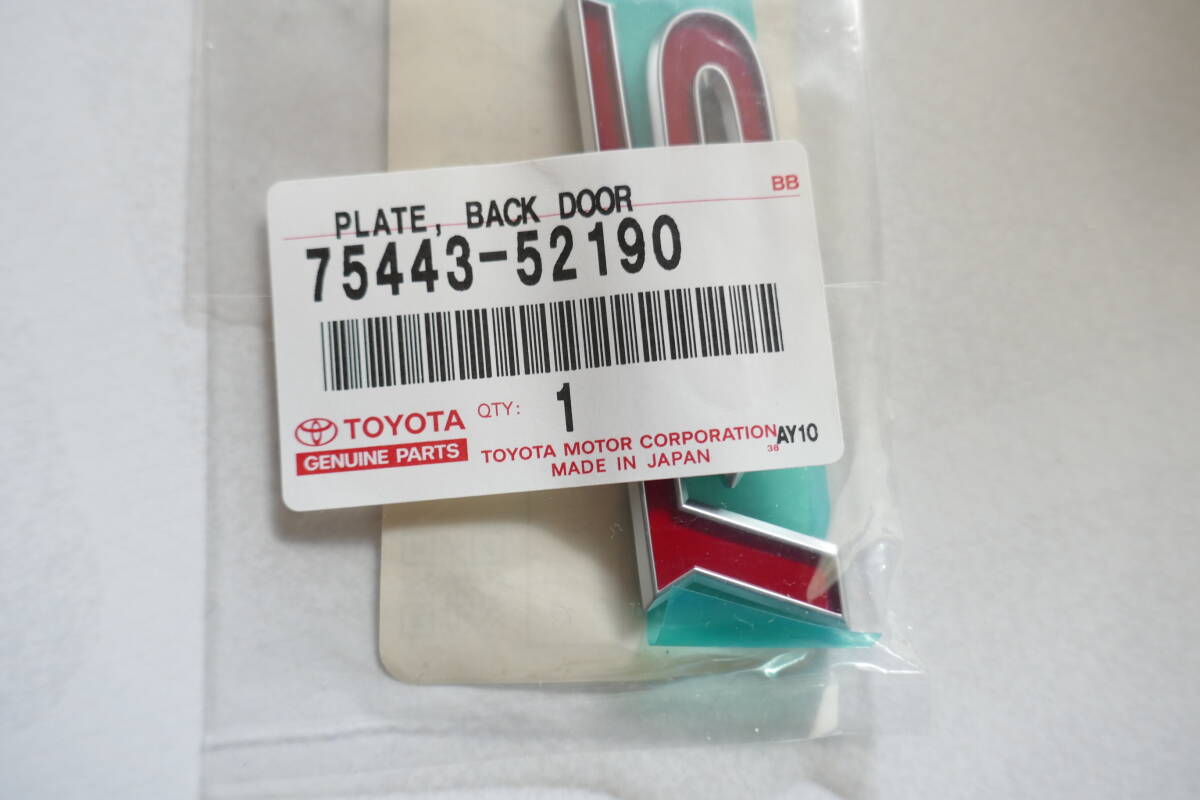 BB
PLATE, BACK DOOR
75443-52190
TOYOTA
GENUINE PARTS
QTY: 1
TOYOTA MOTOR CORPORATION
MADE IN JAPAN
38
AY10